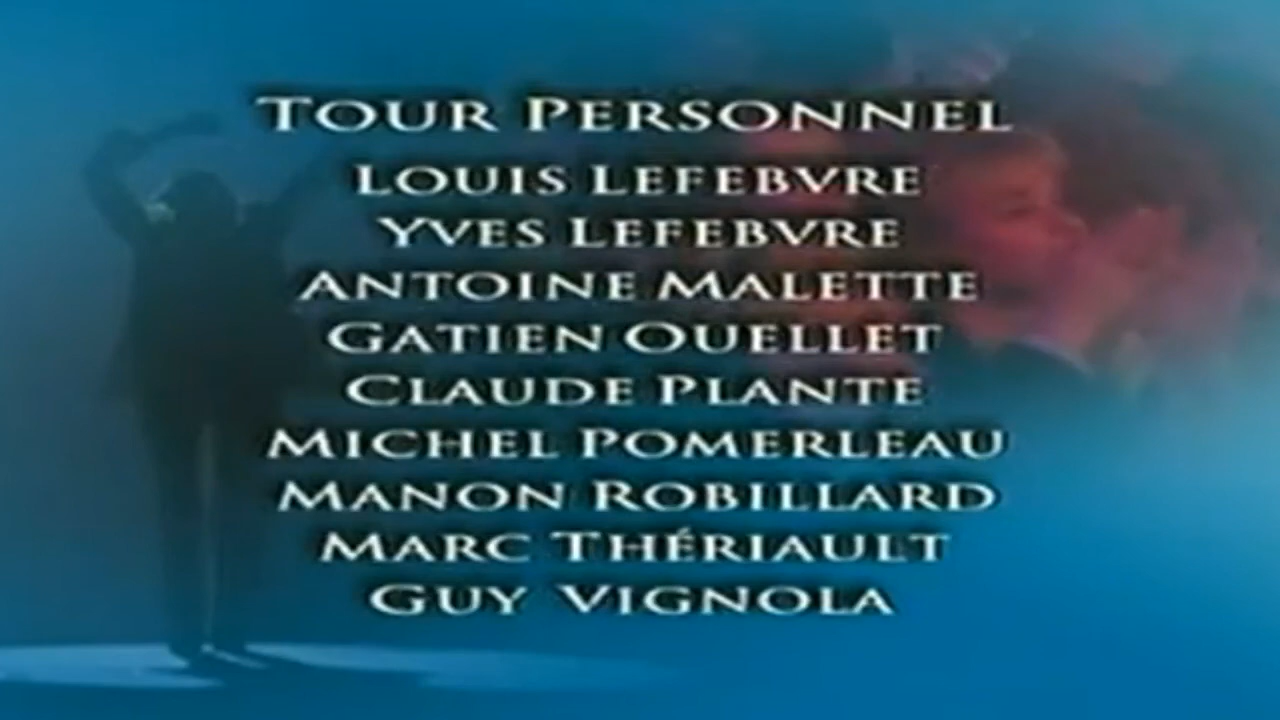 TOUR PERSONNEL
LOUIS LEFEBVRE
YVES LEFEBVRE
ANTOINE MALETTE
GATIEN OUELLET
CLAUDE PLANTE
MICHEL POMERLEAU
MANON ROBILLARD
MARC THÉRIAULT
GUY VIGNOLA